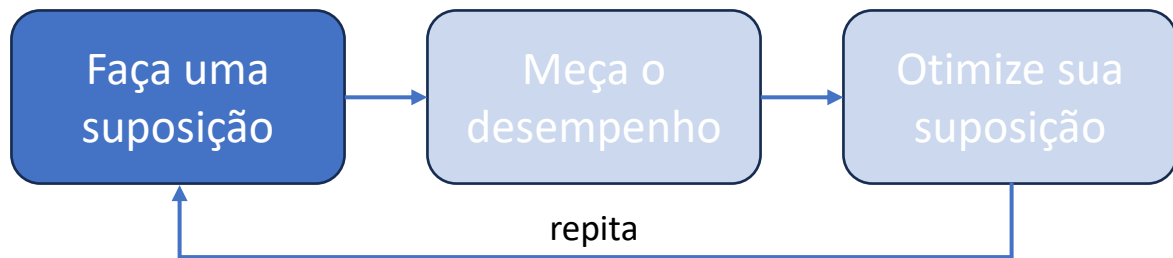 Faça uma
suposição
Meça o
desempenho
Otimize sua
suposição
repita